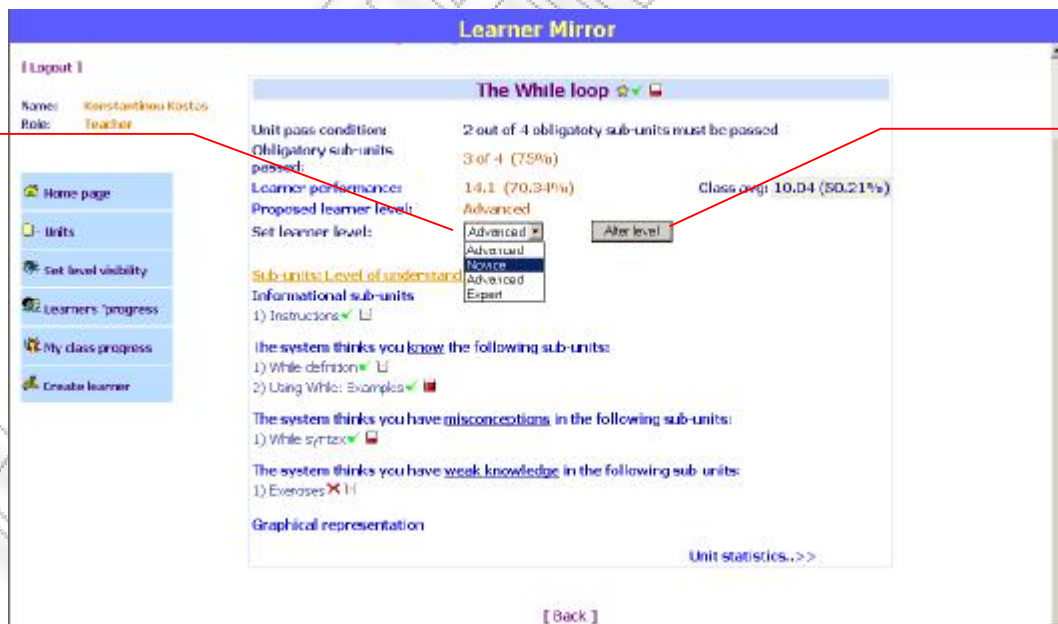 Learner Mirror
[ Logout ]
Name: Konstantinou Kostas
Role: Teacher
Home page
Units
Set level visibility
Learners 'progress
My class progress
Create learner
The While loop
Unit pass condition: 2 out of 4 obligatoty sub-units must be passed
Obligatory sub-units passed: 3 of 4 (75%)
Learner performance: 14.1 (70.34%) Class avg: 10.04 (50.21%)
Proposed learner level: Advanced
Set learner level: Advanced Alter level
Advanced
Novice
Advanced
Expert
Sub-units: Level of understand
Informational sub-units
1) Instructions
The system thinks you know the following sub-units:
1) While defnition
2) Using While: Examples
The system thinks you have misconceptions in the following sub-units:
1) While syntax
The system thinks you have weak knowledge in the following sub units:
1) Exercises
Graphical representation
Unit statistics..>>
[ Back ]